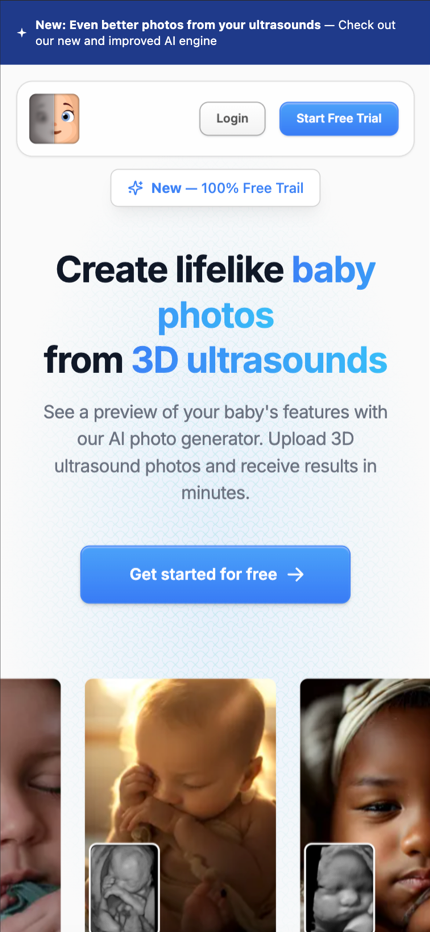 New: Even better photos from your ultrasounds — Check out
our new and improved AI engine
Login
Start Free Trial
New — 100% Free Trail
Create lifelike baby
photos
from 3D ultrasounds
See a preview of your baby's features with
our AI photo generator. Upload 3D
ultrasound photos and receive results in
minutes.
Get started for free →